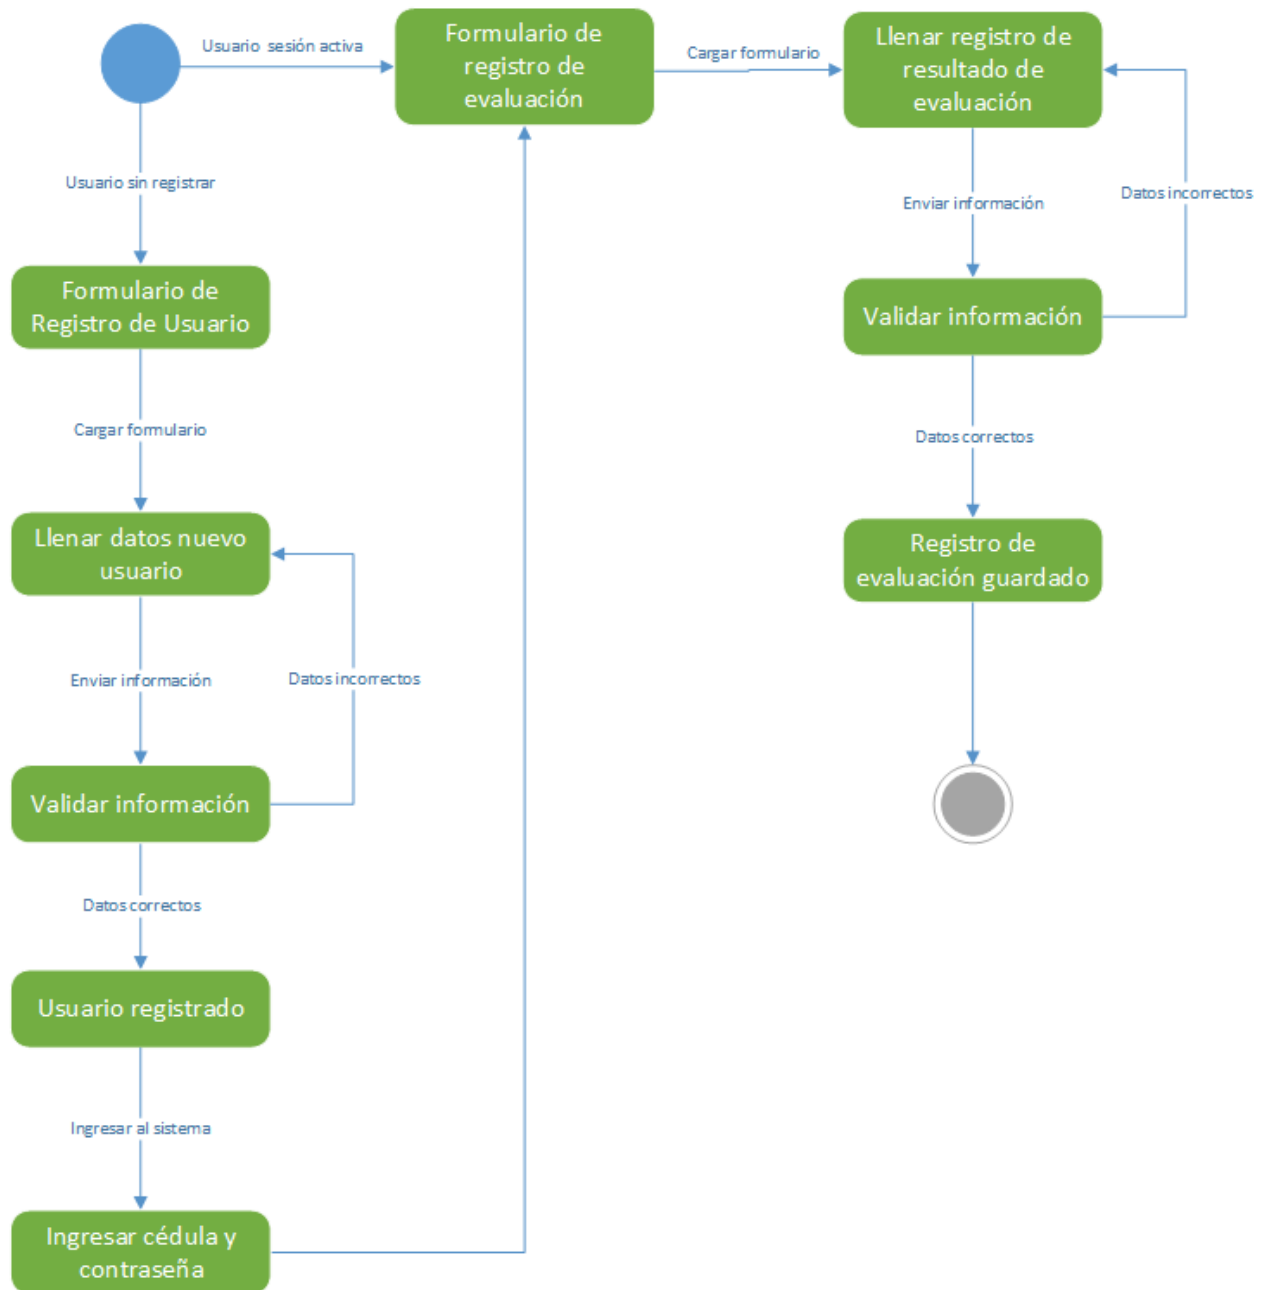 Usuario sesión activa
Formulario de
registro de
evaluación
Cargar formulario
Llenar registro de
resultado de
evaluación
Usuario sin registrar
Enviar información
Datos incorrectos
Formulario de
Registro de Usuario
Validar información
Cargar formulario
Datos correctos
Llenar datos nuevo
usuario
Registro de
evaluación guardado
Enviar información
Datos incorrectos
Validar información
Datos correctos
Usuario registrado
Ingresar al sistema
Ingresar cédula y
contraseña